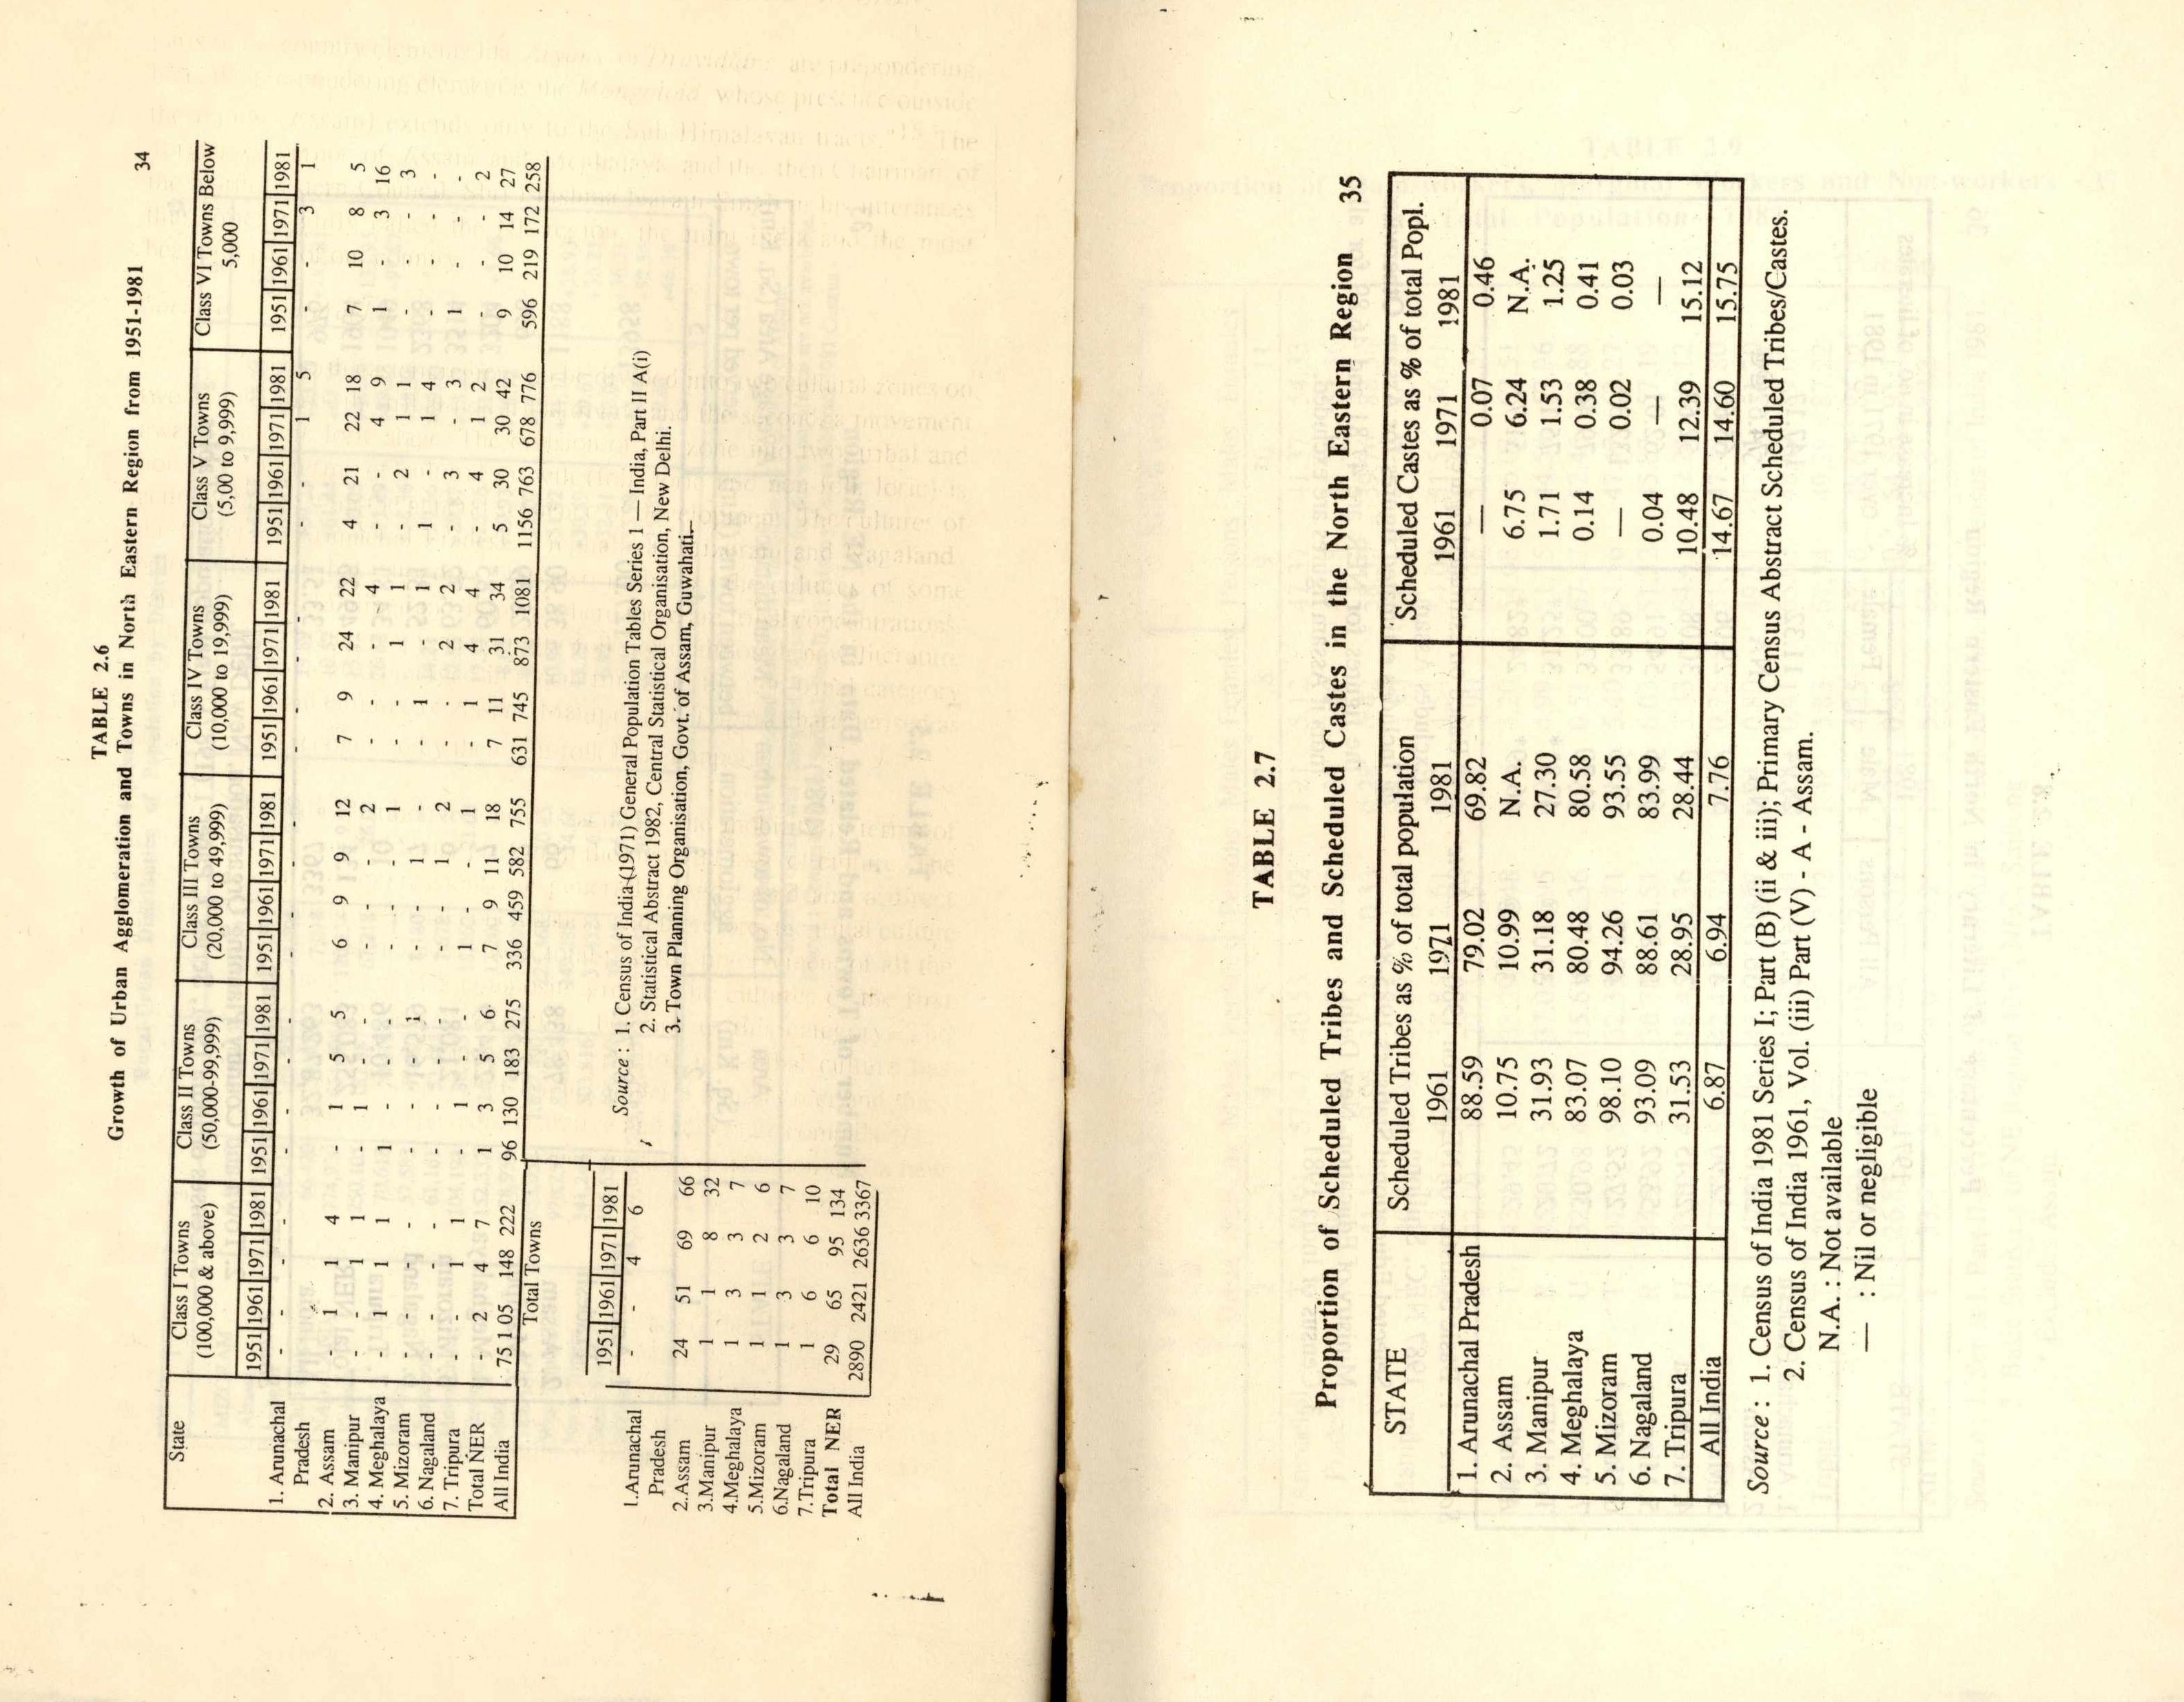 34
TABLE 2.6
Growth of Urban Agglomeration and Towns in North Eastern Region from 1951-1981
State Class I Towns Class II Towns Class III Towns Class IV Towns Class V Towns Class VI Towns Below
(100,000 & above) (50,000-99,999) (20,000 to 49,999) (10,000 to 19,999) (5,00 to 9,999) 5,000
1951 1961 1971 1981 1951 1961 1971 1981 1951 1961 1971 1981 1951 1961 1971 1981 1951 1961 1971 1981 1951 1961 1971 1981
1. Arunachal - - - - - - - - - - - - - - - - - - 1 5 - - 3 1
Pradesh
2. Assam - 1 1 4 - 1 5 5 6 9 9 12 7 9 24 22 4 21 22 18 7 10 8 5
3. Manipur - - 1 1 - 1 - - - - - 2 - - - 4 - - 4 9 1 - 3 16
4. Meghalaya - 1 1 1 1 - - - - - - 1 - - 1 1 - 2 1 1 - - - 3
5. Mizoram - - - - - - - 1 - - 1 - - 1 - 1 1 - 1 4 - - - -
6. Nagaland - - - - - - - - - - 1 2 - - 2 2 - 3 - 3 1 - - -
7. Tripura - - 1 1 - 1 - - 1 - - 1 - 1 4 4 - 4 1 2 - - - 2
Total NER - 2 4 7 1 3 5 6 7 9 11 18 7 11 31 34 5 30 30 42 9 10 14 27
All India 75 105 148 222 96 130 183 275 336 459 582 755 631 745 873 1081 1156 763 678 776 596 219 172 258
Total Towns
1951 1961 1971 1981
1.Arunachal - - 4 6
Pradesh
2.Assam 24 51 69 66
3.Manipur 1 1 8 32
4.Meghalaya 1 3 3 7
5.Mizoram 1 1 2 6
6.Nagaland 1 3 3 7
7.Tripura 1 6 6 10
Total NER 29 65 95 134
All India 2890 2421 2636 3367
Source : 1. Census of India (1971) General Population Tables Series 1 — India, Part II A(i)
2. Statistical Abstract 1982, Central Statistical Organisation, New Delhi.
3. Town Planning Organisation, Govt. of Assam, Guwahati.
TABLE 2.7
Proportion of Scheduled Tribes and Scheduled Castes in the North Eastern Region 35
STATE Scheduled Tribes as % of total population Scheduled Castes as % of total Popl.
1961 1971 1981 1961 1971 1981
1. Arunachal Pradesh 88.59 79.02 69.82 — 0.07 0.46
2. Assam 10.75 10.99 N.A. 6.75 6.24 N.A.
3. Manipur 31.93 31.18 27.30 1.71 1.53 1.25
4. Meghalaya 83.07 80.48 80.58 0.14 0.38 0.41
5. Mizoram 98.10 94.26 93.55 — 0.02 0.03
6. Nagaland 93.09 88.61 83.99 0.04 — —
7. Tripura 31.53 28.95 28.44 10.48 12.39 15.12
All India 6.87 6.94 7.76 14.67 14.60 15.75
Source : 1. Census of India 1981 Series I; Part (B) (ii & iii); Primary Census Abstract Scheduled Tribes/Castes.
2. Census of India 1961, Vol. (iii) Part (V) - A - Assam.
N.A. : Not available
— : Nil or negligible